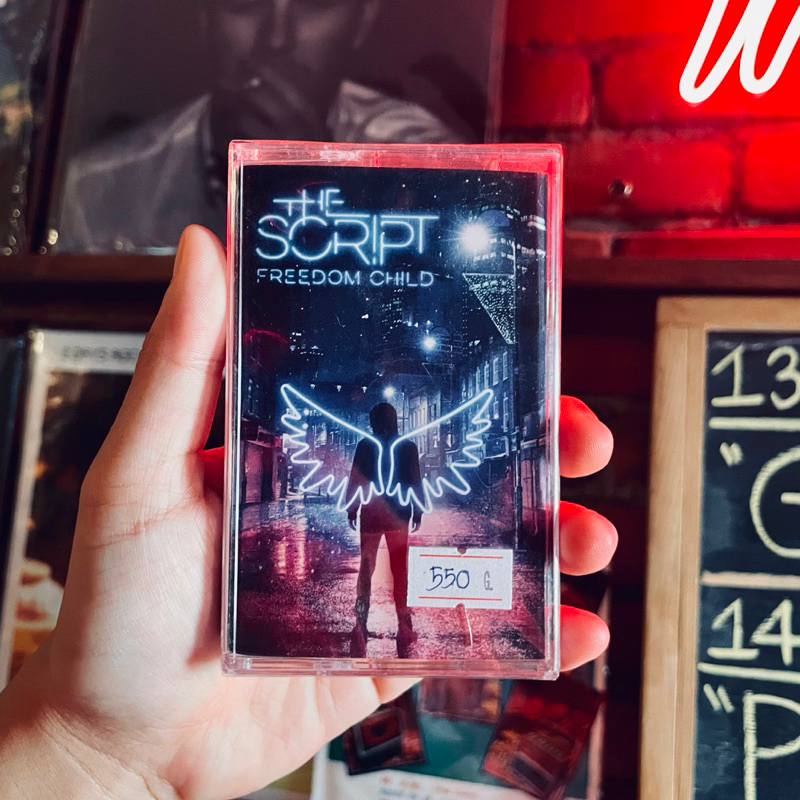 THE
SCRIPT
FREEDOM CHILD
550 G
13
"G
14
"P